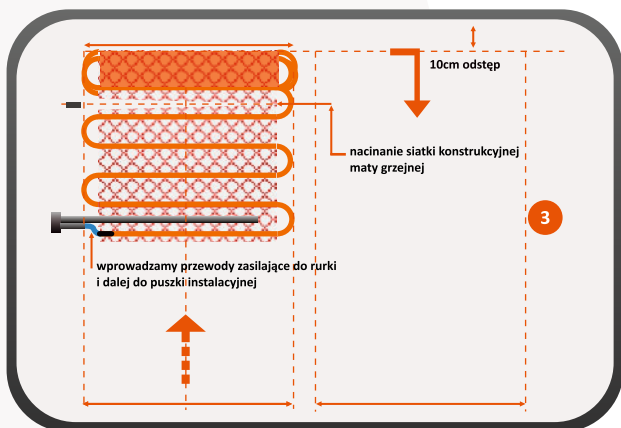 10cm odstęp
nacinanie siatki konstrukcyjnej
maty grzejnej
3
wprowadzamy przewody zasilające do rurki
i dalej do puszki instalacyjnej